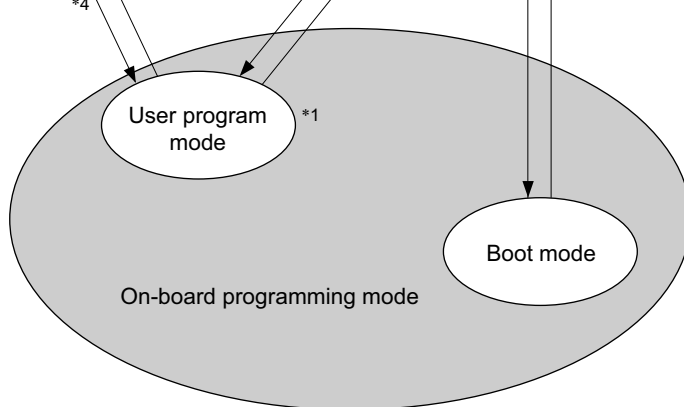 *4
User program
mode
*1
Boot mode
On-board programming mode